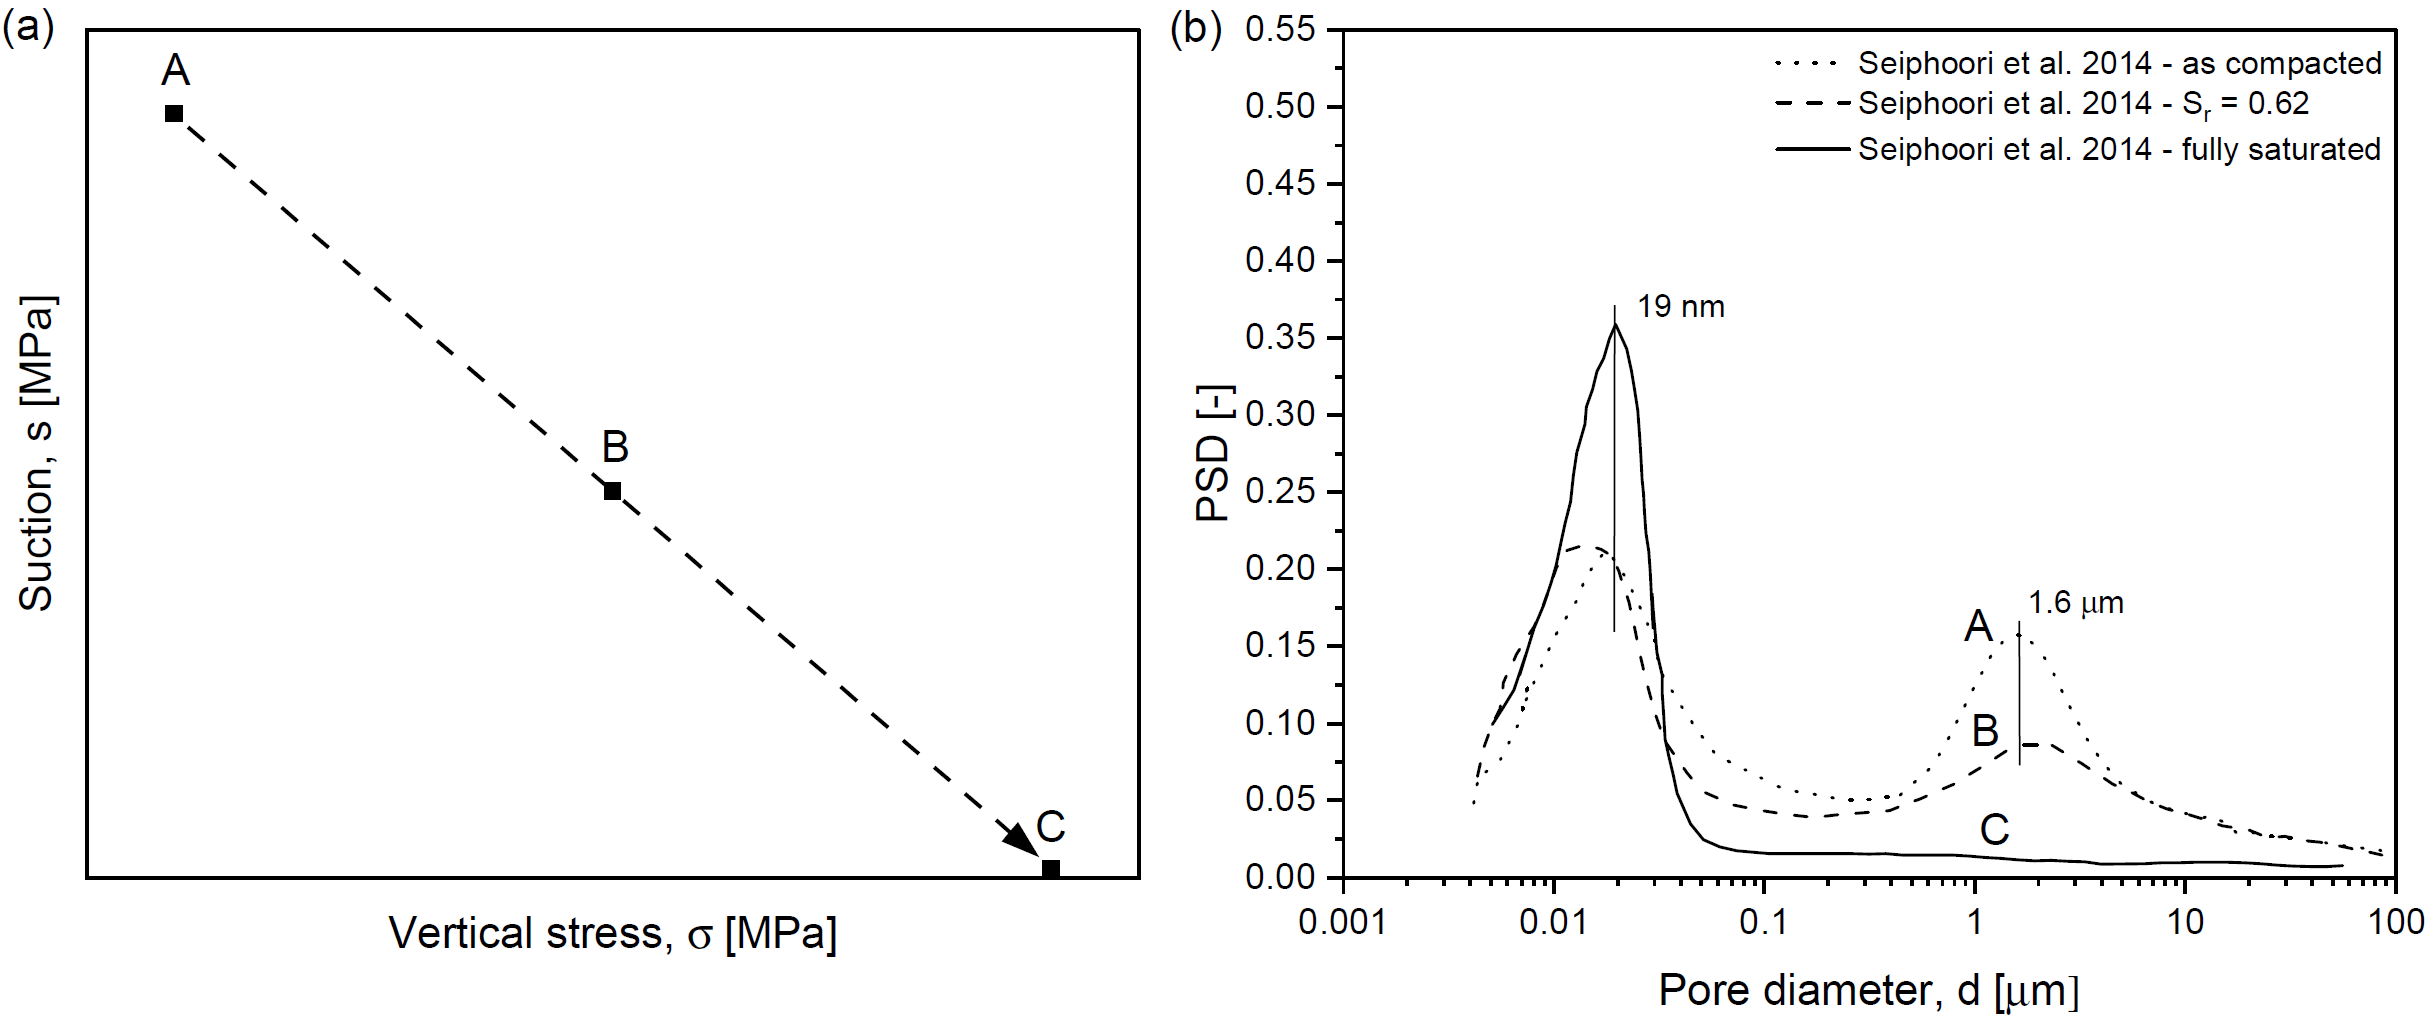 (a)
A
B
C
Suction, s [MPa]
Vertical stress, σ [MPa]
(b)
0.55
0.50
0.45
0.40
0.35
0.30
0.25
0.20
0.15
0.10
0.05
0.00
PSD [-]
Seiphoori et al. 2014 - as compacted
Seiphoori et al. 2014 - Sr = 0.62
Seiphoori et al. 2014 - fully saturated
19 nm
1.6 μm
A
B
C
0.001
0.01
0.1
1
10
100
Pore diameter, d [μm]